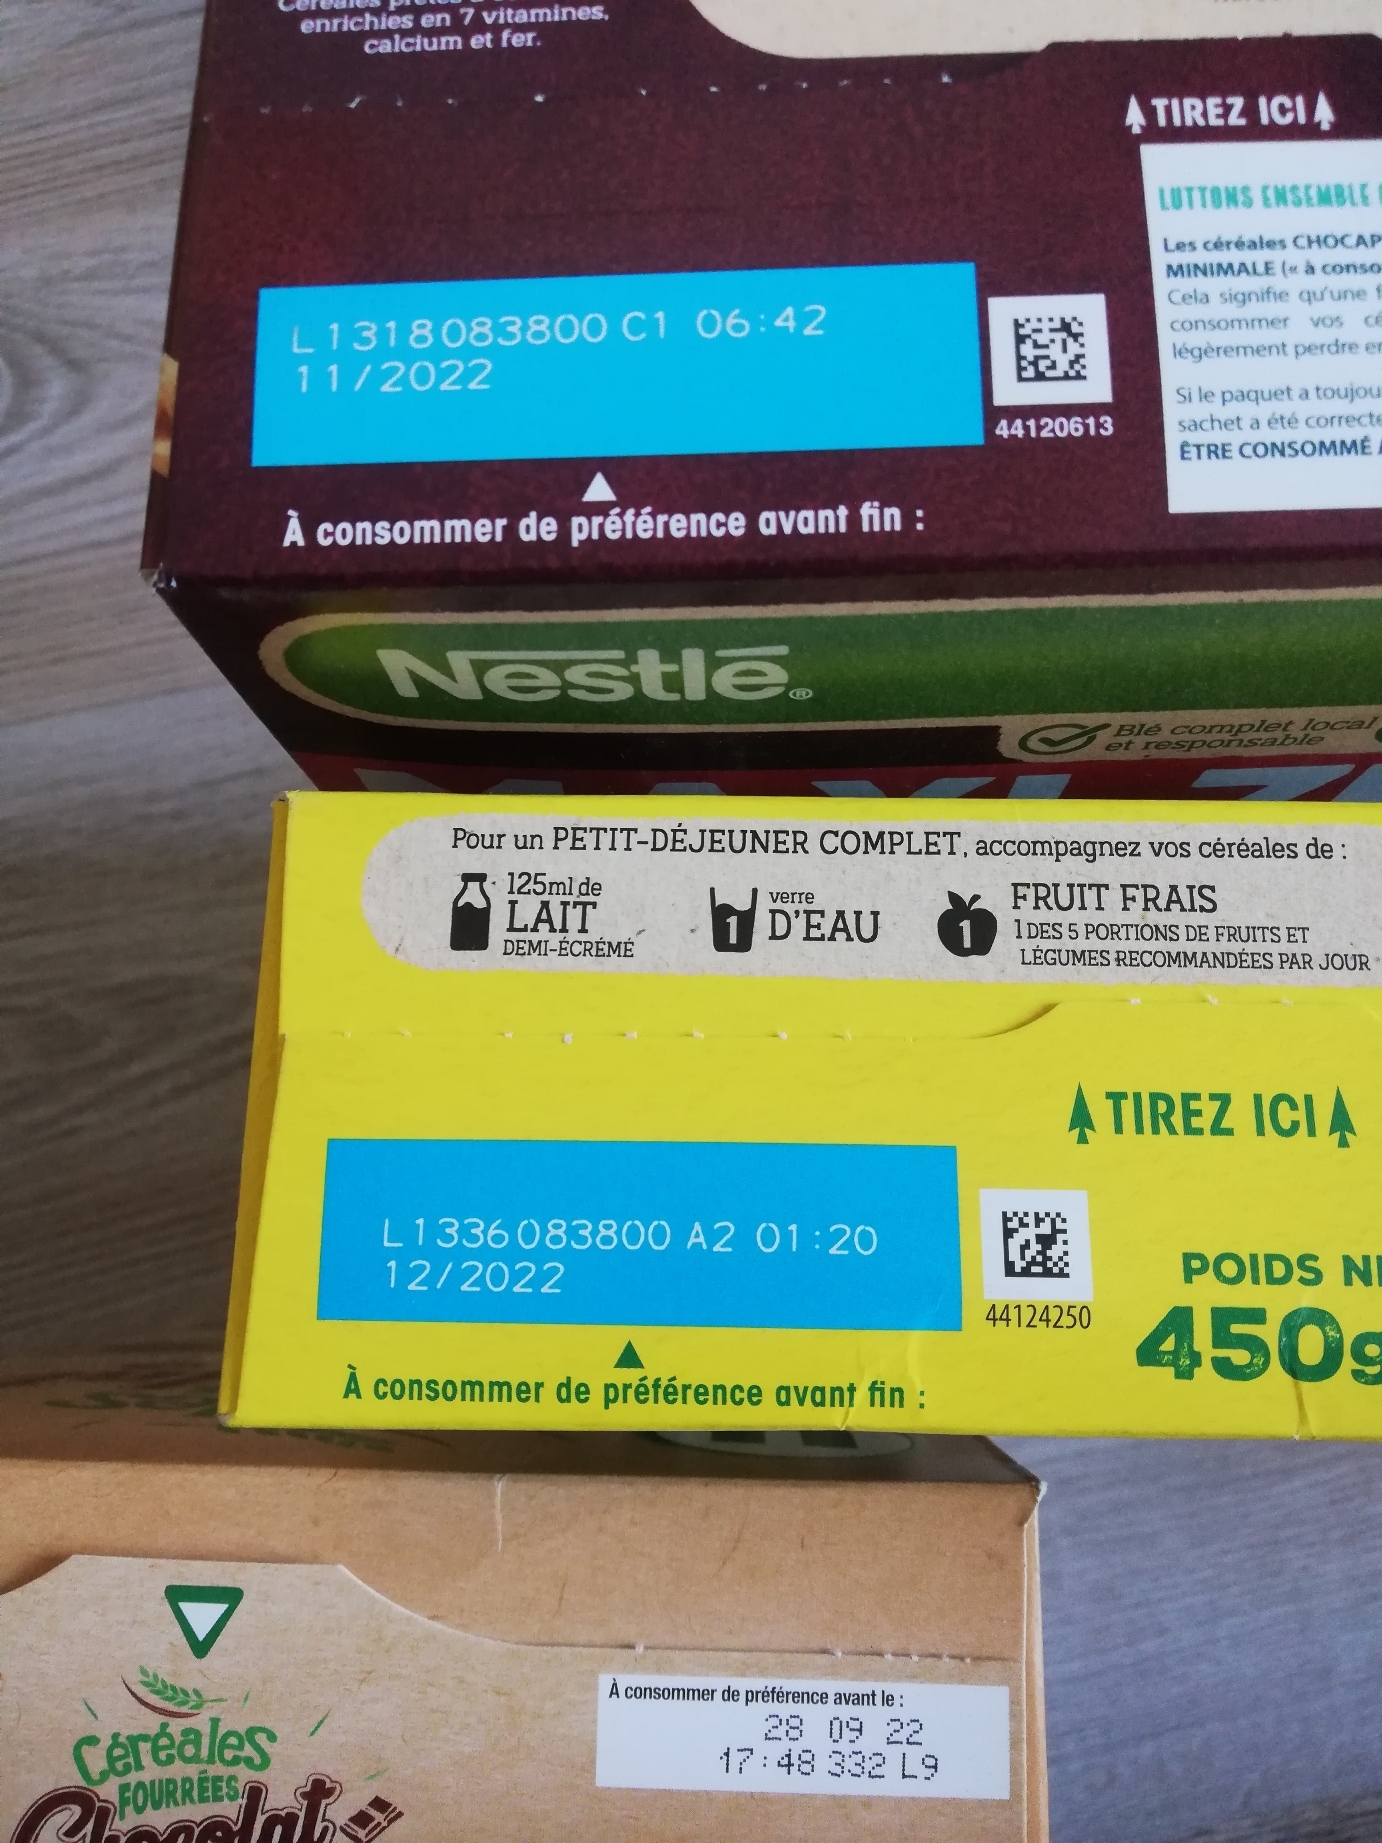 enrichies en 7 vitamines,
calcium et fer.
TIREZ ICI
LUTTONS ENSEMBLE
Les céréales CHOCAP
MINIMALE (« à conso
Cela signifie qu'une f
consommer vos cé
légèrement perdre en
Si le paquet a toujou
sachet a été correcte
ÊTRE CONSOMMÉ A
L1318083800 C1 06:42
11/2022
44120613
À consommer de préférence avant fin :
Nestlé®
Blé complet local
et responsable
MAXI
Pour un PETIT-DÉJEUNER COMPLET, accompagnez vos céréales de :
125ml de
LAIT
DEMI-ÉCRÉMÉ
1
verre
D'EAU
1
FRUIT FRAIS
1 DES 5 PORTIONS DE FRUITS ET
LÉGUMES RECOMMANDÉES PAR JOUR
TIREZ ICI
L1336083800 A2 01:20
12/2022
44124250
À consommer de préférence avant fin :
POIDS NE
450g
Céréales
FOURRÉES
Chocolat
À consommer de préférence avant le :
28 09 22
17:48 332 L9